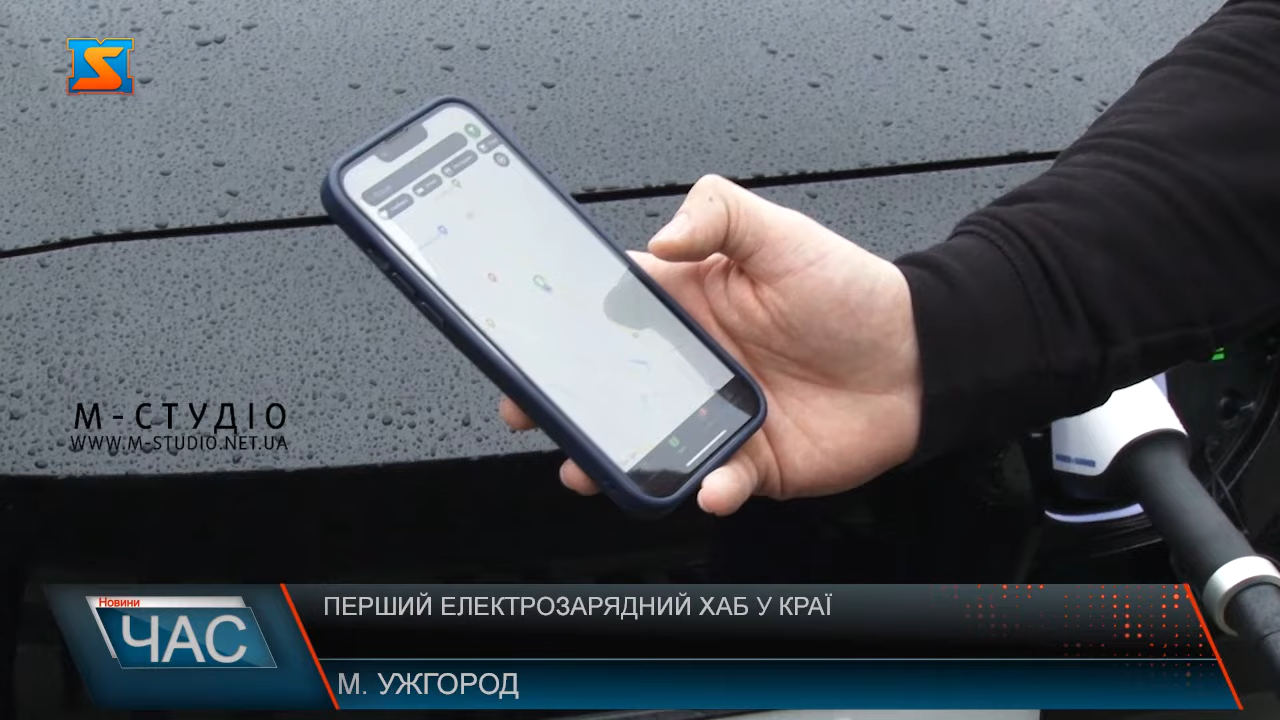 М-СТУДІО
WWW.M-STUDIO.NET.UA
Новини
ЧАС
ПЕРШИЙ ЕЛЕКТРОЗАРЯДНИЙ ХАБ У КРАЇ
М. УЖГОРОД